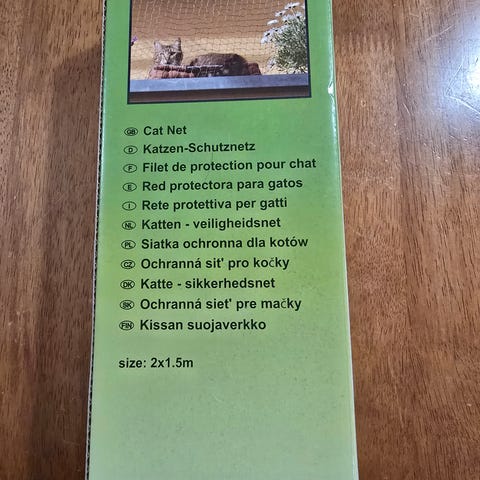 GB Cat Net
D Katzen-Schutznetz
F Filet de protection pour chat
E Red protectora para gatos
I Rete protettiva per gatti
NL Katten - veiligheidsnet
PL Siatka ochronna dla kotów
CZ Ochranná sit' pro kočky
DK Katte - sikkerhedsnet
SK Ochranná siet' pre mačky
FIN Kissan suojaverkko
size: 2x1.5m